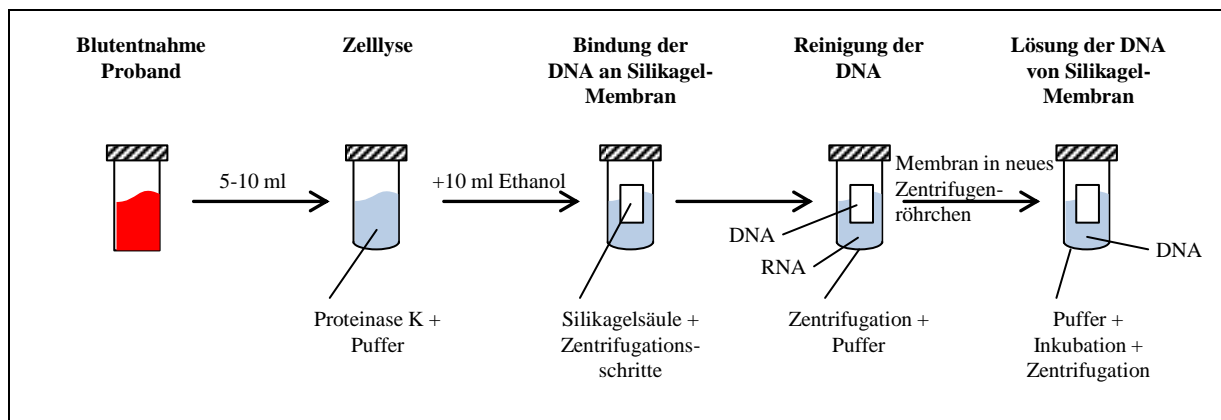 Blutentnahme
Proband
Zelllyse
Bindung der
DNA an Silikagel-
Membran
Reinigung der
DNA
Lösung der DNA
von Silikagel-
Membran
5-10 ml
+10 ml Ethanol
Membran in neues
Zentrifugen-
röhrchen
DNA
RNA
DNA
Proteinase K +
Puffer
Silikagelsäule +
Zentrifugations-
schritte
Zentrifugation +
Puffer
Puffer +
Inkubation +
Zentrifugation